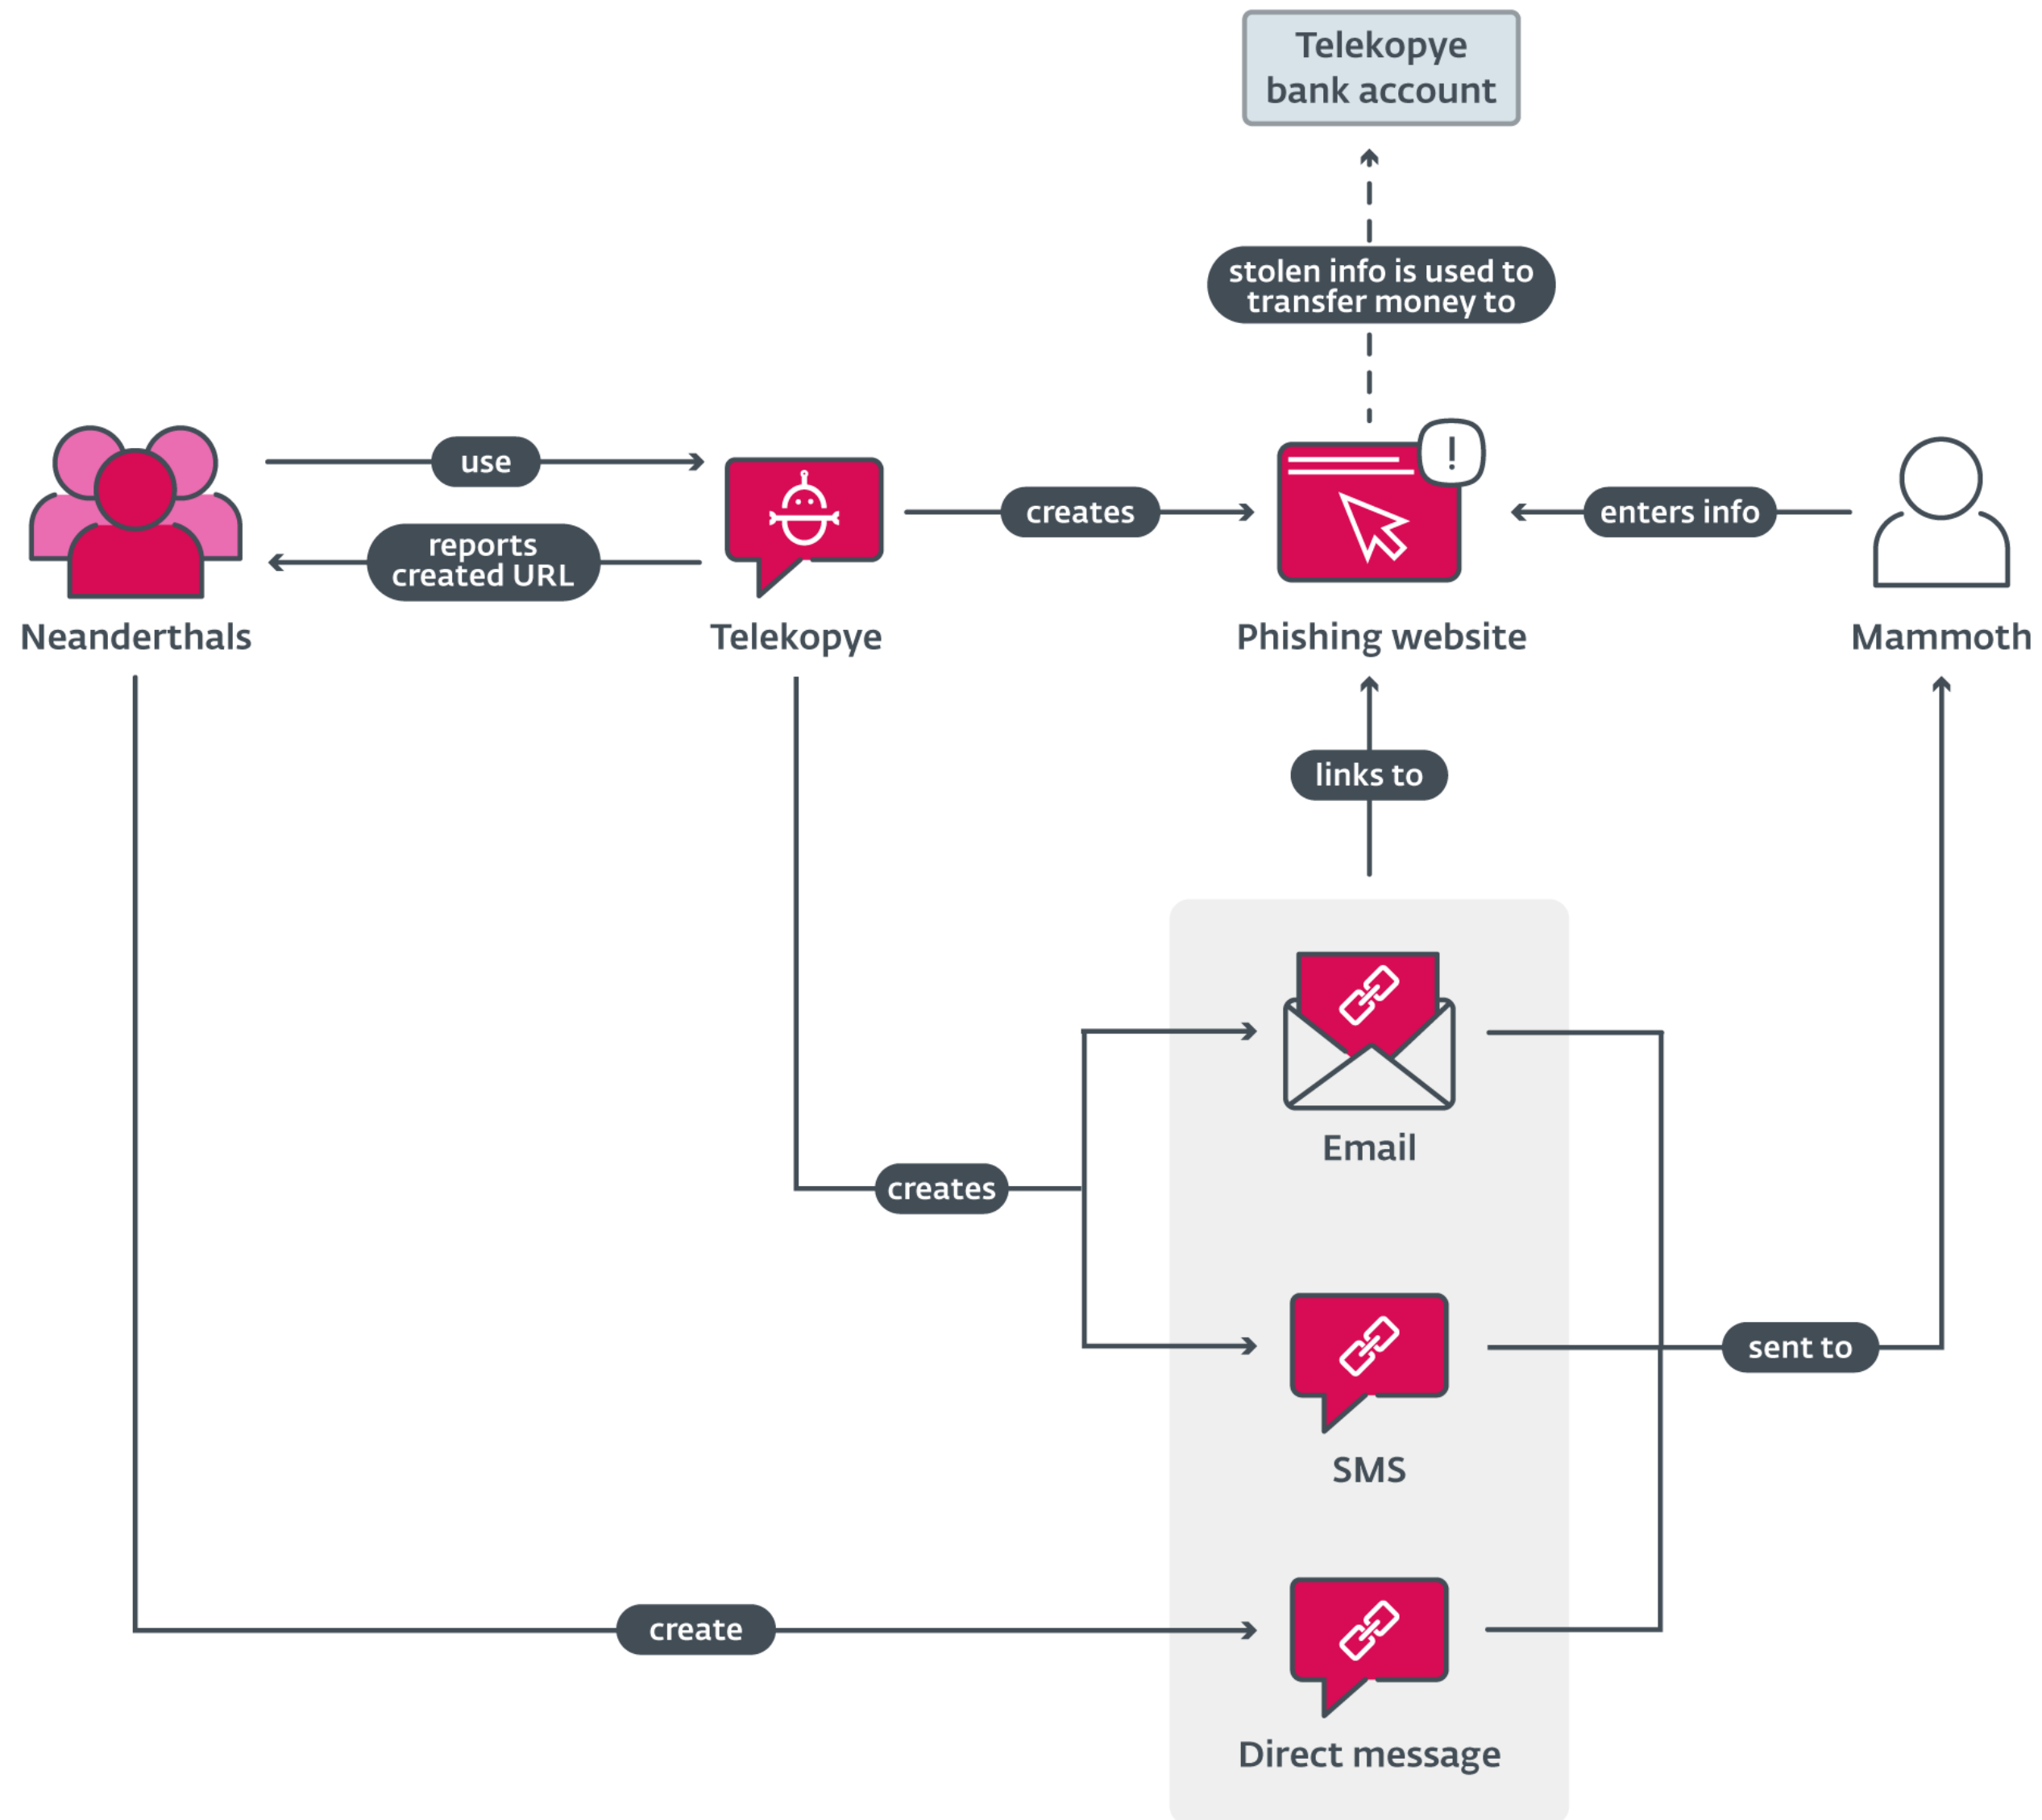 Telekopye
bank account
stolen info is used to
transfer money to
use
reports
created URL
creates
enters info
Neanderthals
Telekopye
Phishing website
Mammoth
links to
Email
creates
SMS
sent to
create
Direct message